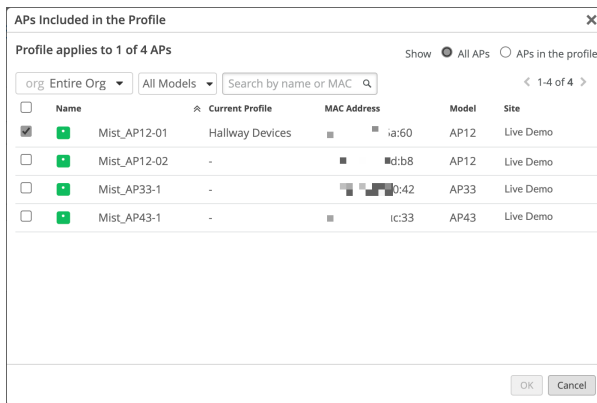 APs Included in the Profile
Profile applies to 1 of 4 APs
Show All APs APs in the profile
org Entire Org All Models Search by name or MAC 1-4 of 4
Name Current Profile MAC Address Model Site
Mist_AP12-01 Hallway Devices a:60 AP12 Live Demo
Mist_AP12-02 - d:b8 AP12 Live Demo
Mist_AP33-1 - 0:42 AP33 Live Demo
Mist_AP43-1 - c:33 AP43 Live Demo
OK Cancel